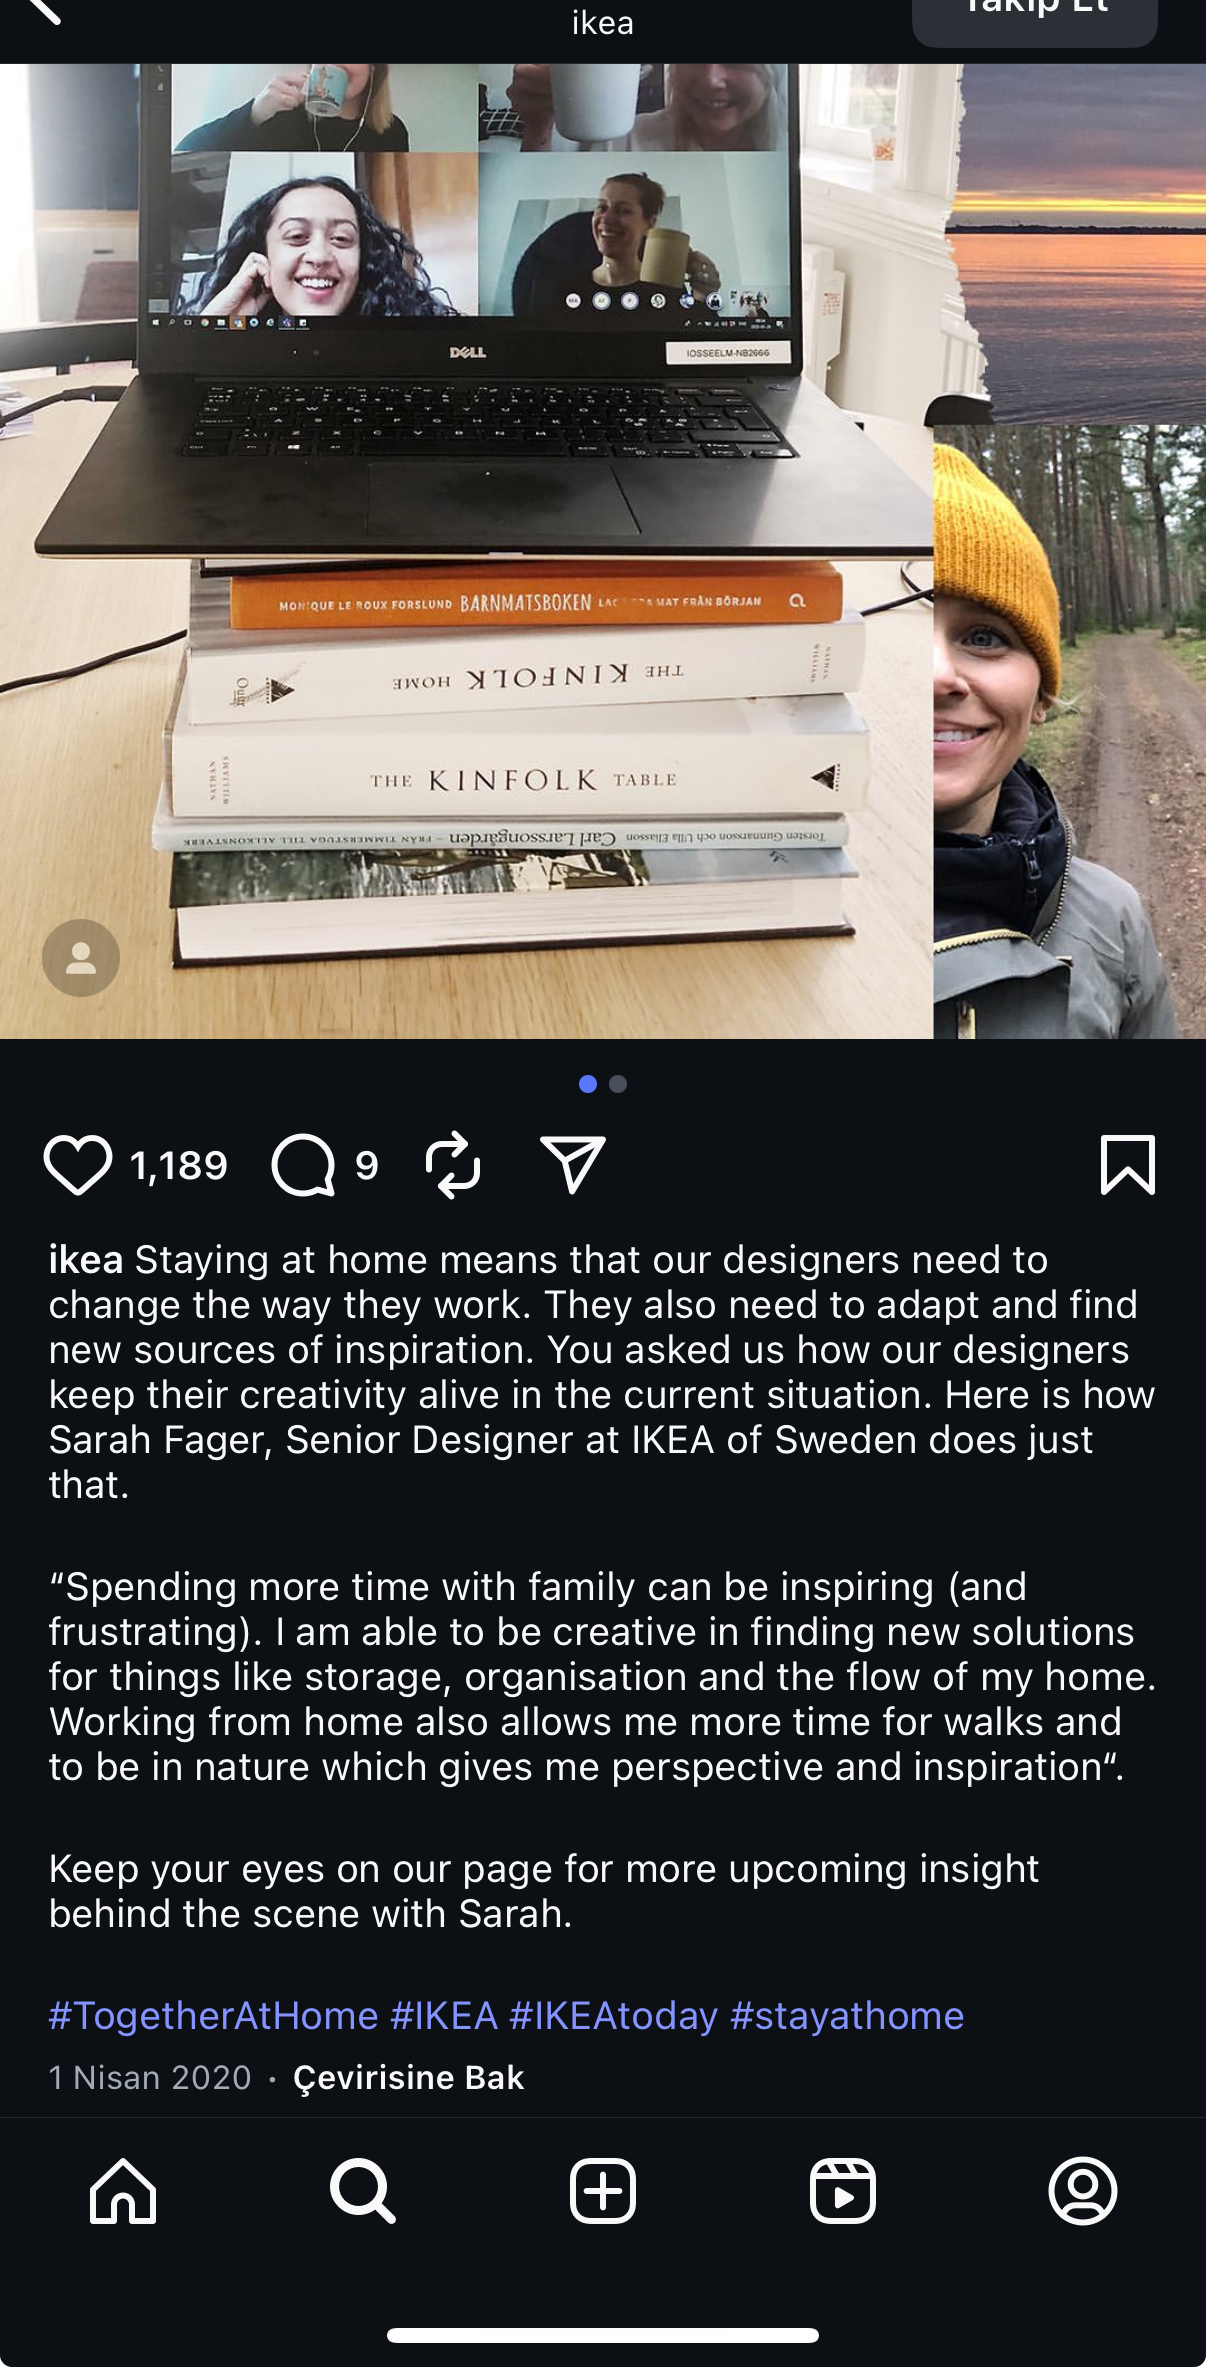 ikea
DELL
IOSSEELM-NB2666
MONIQUE LE ROUX FORSLUND BARNMATSBOKEN MAT FRÅN BÖRJAN
THE KINFOLK HOME
NATHAN WILLIAMS
THE KINFOLK TABLE
NATHAN WILLIAMS
Torsten Gunnarsson och Ulla Eliasson Carl Larssongården – FRÅN TIMMERSTUGA TILL ALLKONSTVERK
1,189
9
ikea Staying at home means that our designers need to
change the way they work. They also need to adapt and find
new sources of inspiration. You asked us how our designers
keep their creativity alive in the current situation. Here is how
Sarah Fager, Senior Designer at IKEA of Sweden does just
that.
“Spending more time with family can be inspiring (and
frustrating). I am able to be creative in finding new solutions
for things like storage, organisation and the flow of my home.
Working from home also allows me more time for walks and
to be in nature which gives me perspective and inspiration“.
Keep your eyes on our page for more upcoming insight
behind the scene with Sarah.
#TogetherAtHome #IKEA #IKEAtoday #stayathome
1 Nisan 2020 • Çevirisine Bak